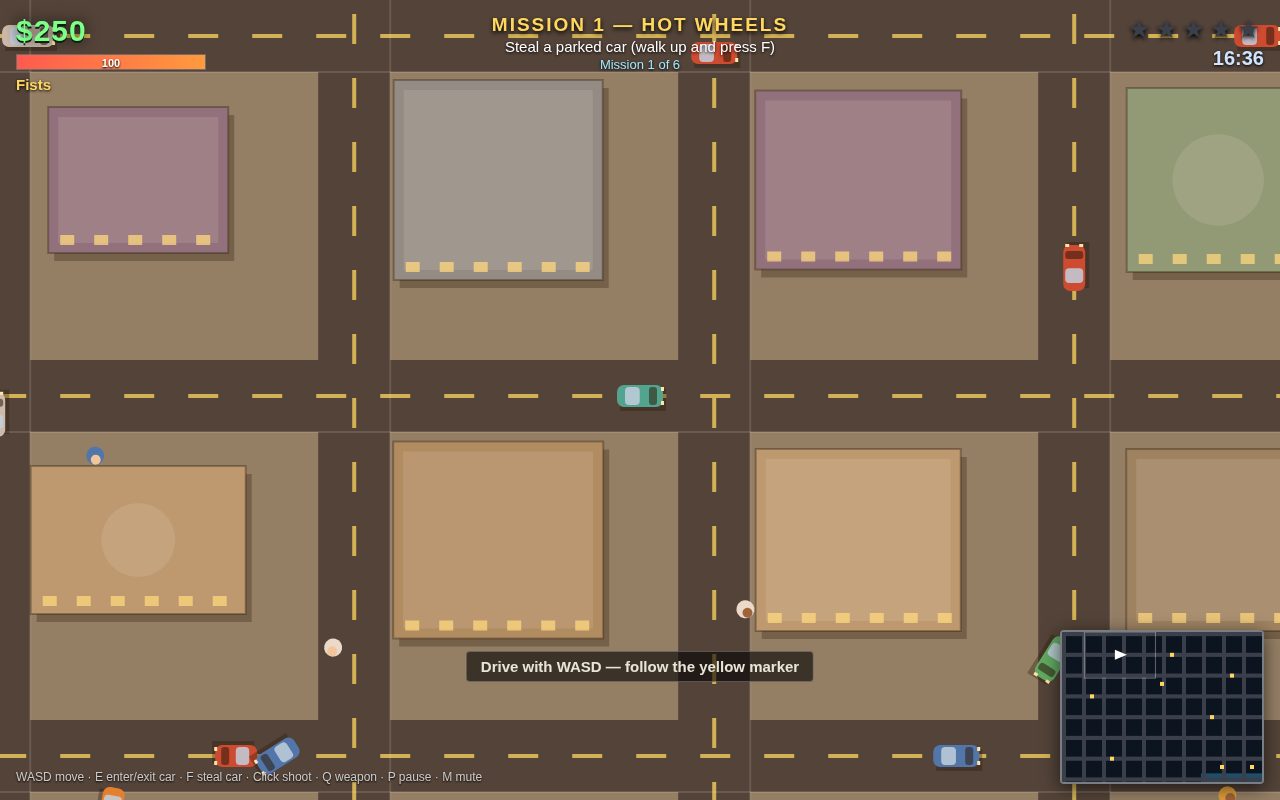 $250
100
Fists
MISSION 1 — HOT WHEELS
Steal a parked car (walk up and press F)
Mission 1 of 6
16:36
Drive with WASD — follow the yellow marker
WASD move · E enter/exit car · F steal car · Click shoot · Q weapon · P pause · M mute